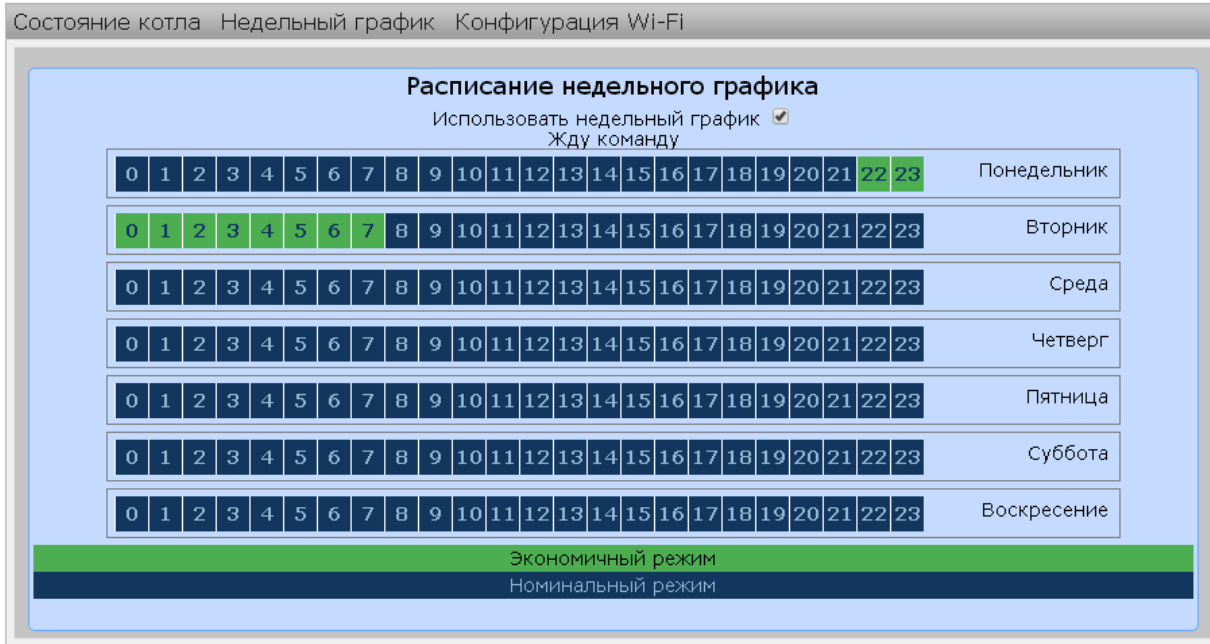 Состояние котла Недельный график Конфигурация Wi-Fi
Расписание недельного графика
Использовать недельный график
Жду команду
0 1 2 3 4 5 6 7 8 9 10 11 12 13 14 15 16 17 18 19 20 21 22 23 Понедельник
0 1 2 3 4 5 6 7 8 9 10 11 12 13 14 15 16 17 18 19 20 21 22 23 Вторник
0 1 2 3 4 5 6 7 8 9 10 11 12 13 14 15 16 17 18 19 20 21 22 23 Среда
0 1 2 3 4 5 6 7 8 9 10 11 12 13 14 15 16 17 18 19 20 21 22 23 Четверг
0 1 2 3 4 5 6 7 8 9 10 11 12 13 14 15 16 17 18 19 20 21 22 23 Пятница
0 1 2 3 4 5 6 7 8 9 10 11 12 13 14 15 16 17 18 19 20 21 22 23 Суббота
0 1 2 3 4 5 6 7 8 9 10 11 12 13 14 15 16 17 18 19 20 21 22 23 Воскресение
Экономичный режим
Номинальный режим